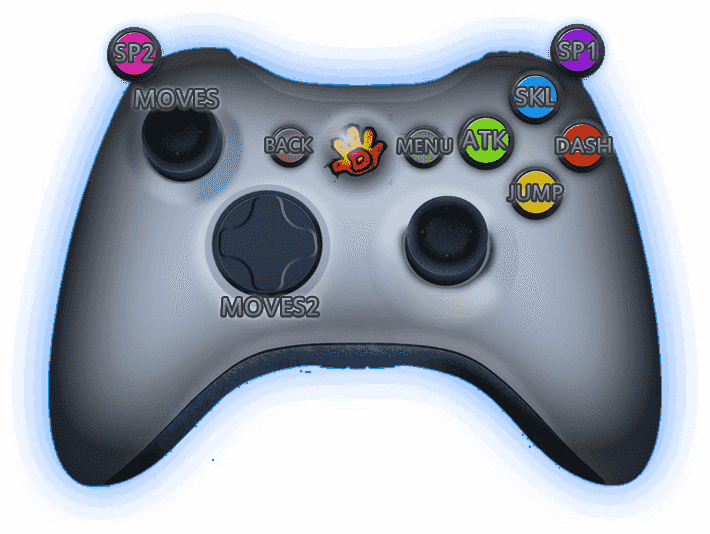 SP2
SP1
MOVES
SKL
BACK
MENU
ATK
DASH
JUMP
MOVES2